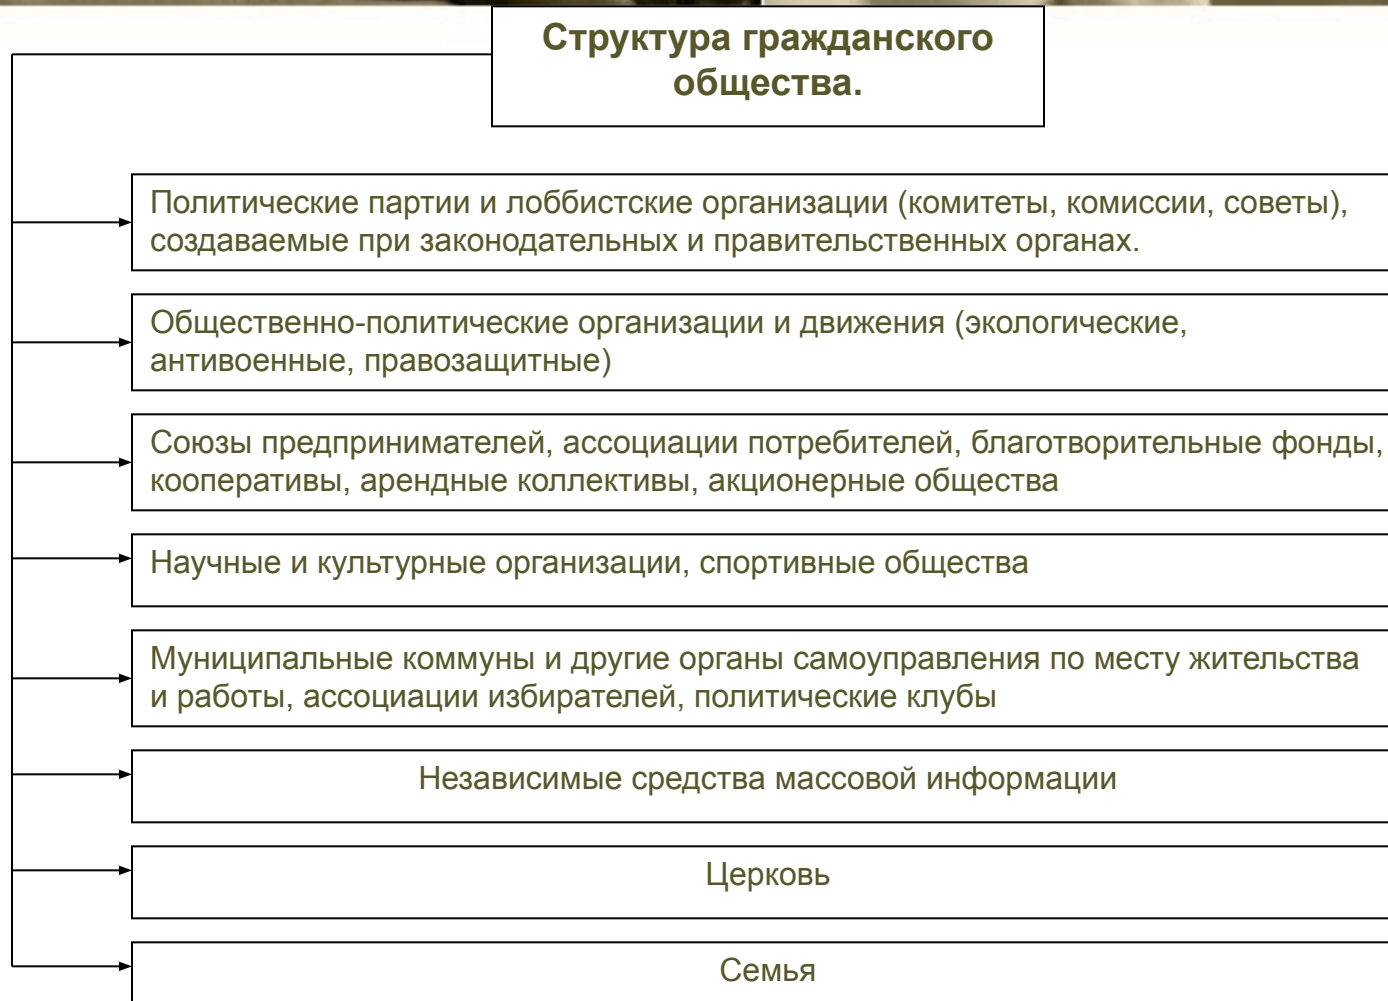 Структура гражданского
общества.
Политические партии и лоббистские организации (комитеты, комиссии, советы),
создаваемые при законодательных и правительственных органах.
Общественно-политические организации и движения (экологические,
антивоенные, правозащитные)
Союзы предпринимателей, ассоциации потребителей, благотворительные фонды,
кооперативы, арендные коллективы, акционерные общества
Научные и культурные организации, спортивные общества
Муниципальные коммуны и другие органы самоуправления по месту жительства
и работы, ассоциации избирателей, политические клубы
Независимые средства массовой информации
Церковь
Семья